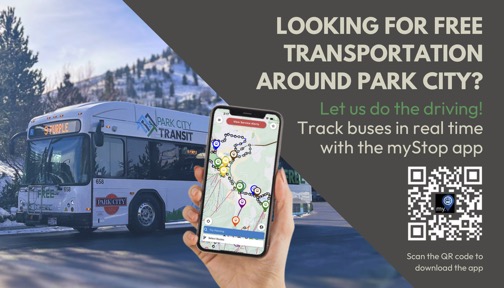 LOOKING FOR FREE
TRANSPORTATION
AROUND PARK CITY?
Let us do the driving!
Track buses in real time
with the myStop app
PARK CITY
TRANSIT
PARK CITY
my
Scan the QR code to
download the app